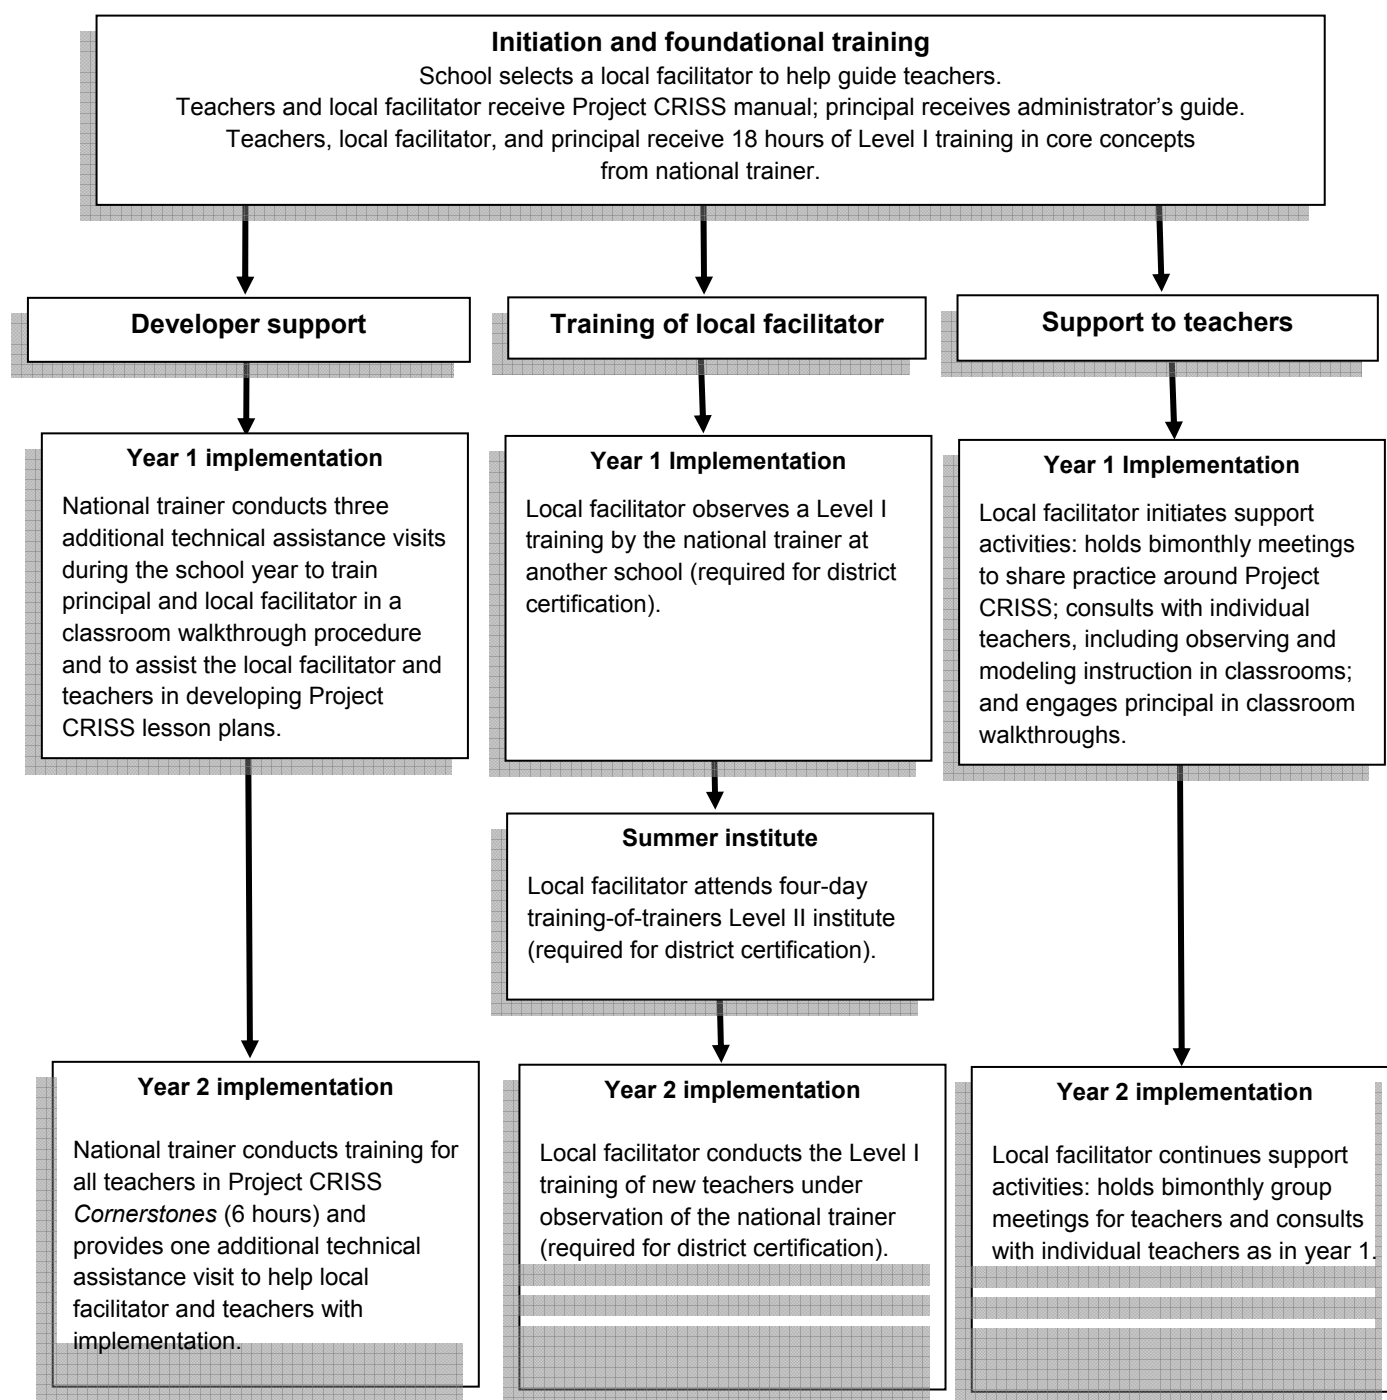 Initiation and foundational training
School selects a local facilitator to help guide teachers.
Teachers and local facilitator receive Project CRISS manual; principal receives administrator's guide.
Teachers, local facilitator, and principal receive 18 hours of Level I training in core concepts
from national trainer.
Developer support
Training of local facilitator
Support to teachers
Year 1 implementation
National trainer conducts three
additional technical assistance visits
during the school year to train
principal and local facilitator in a
classroom walkthrough procedure
and to assist the local facilitator and
teachers in developing Project
CRISS lesson plans.
Year 1 Implementation
Local facilitator observes a Level I
training by the national trainer at
another school (required for district
certification).
Year 1 Implementation
Local facilitator initiates support
activities: holds bimonthly meetings
to share practice around Project
CRISS; consults with individual
teachers, including observing and
modeling instruction in classrooms;
and engages principal in classroom
walkthroughs.
Summer institute
Local facilitator attends four-day
training-of-trainers Level II institute
(required for district certification).
Year 2 implementation
National trainer conducts training for
all teachers in Project CRISS
Cornerstones (6 hours) and
provides one additional technical
assistance visit to help local
facilitator and teachers with
implementation.
Year 2 implementation
Local facilitator conducts the Level I
training of new teachers under
observation of the national trainer
(required for district certification).
Year 2 implementation
Local facilitator continues support
activities: holds bimonthly group
meetings for teachers and consults
with individual teachers as in year 1.